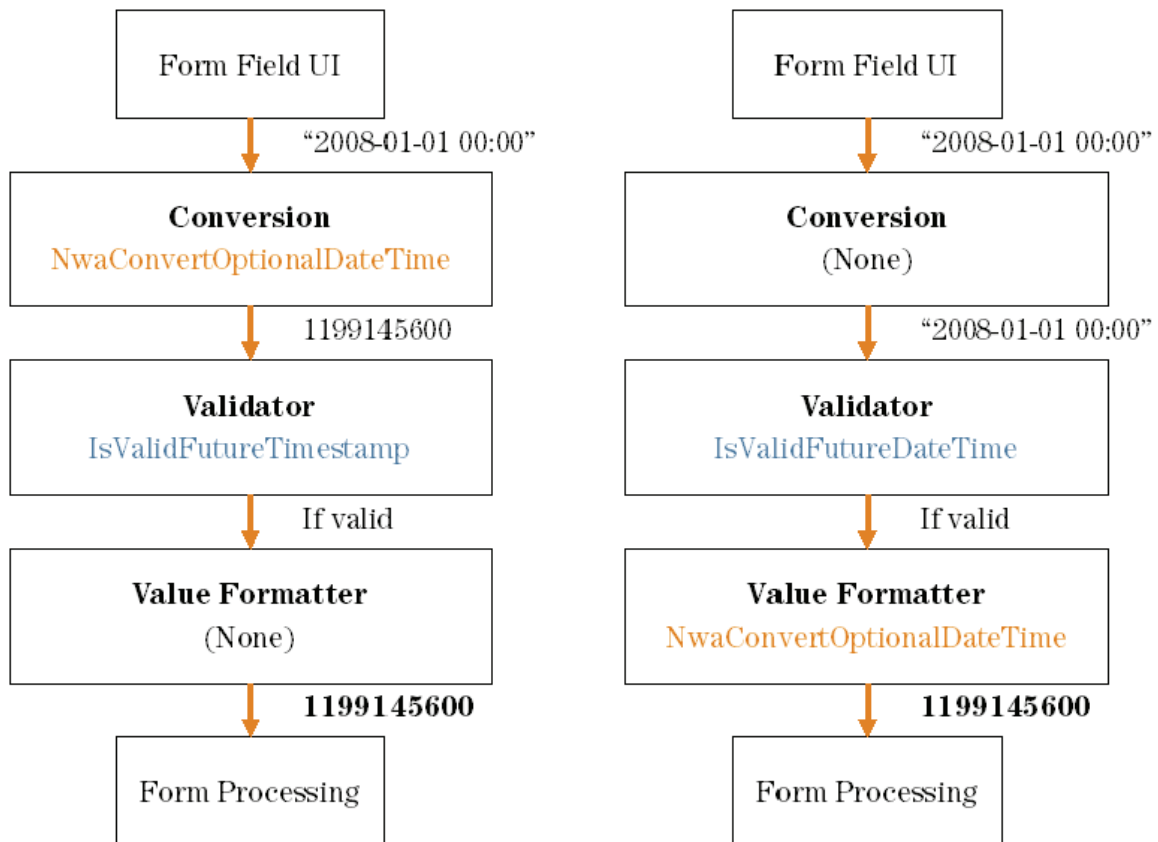 Form Field UI
“2008-01-01 00:00”
Conversion
NwaConvertOptionalDateTime
1199145600
Validator
IsValidFutureTimestamp
If valid
Value Formatter
(None)
1199145600
Form Processing
Form Field UI
“2008-01-01 00:00”
Conversion
(None)
“2008-01-01 00:00”
Validator
IsValidFutureDateTime
If valid
Value Formatter
NwaConvertOptionalDateTime
1199145600
Form Processing